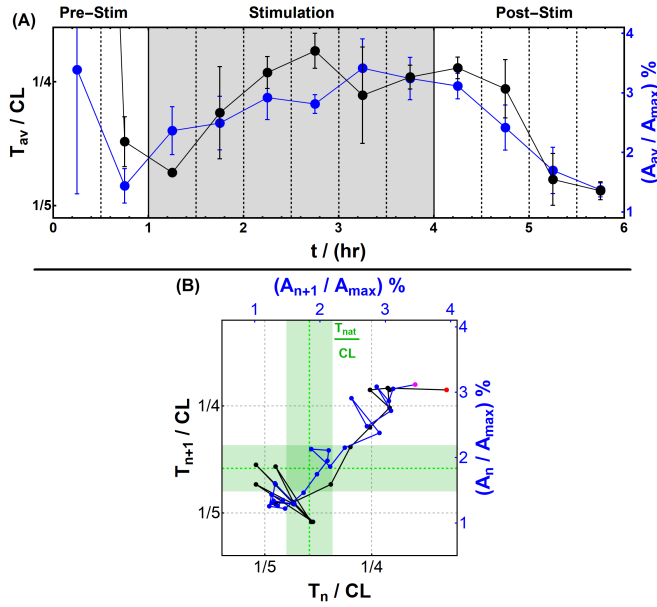 Pre-Stim Stimulation Post-Stim
(A)
T_av / CL
1/4
1/5
4
3
2
1
(A_av / A_max) %
0 1 2 3 4 5 6
t / (hr)
(B)
(A_n+1 / A_max) %
1 2 3 4
T_nat
CL
T_n+1 / CL
1/4
1/5
4
3
2
1
(A_n / A_max) %
1/5 1/4
T_n / CL